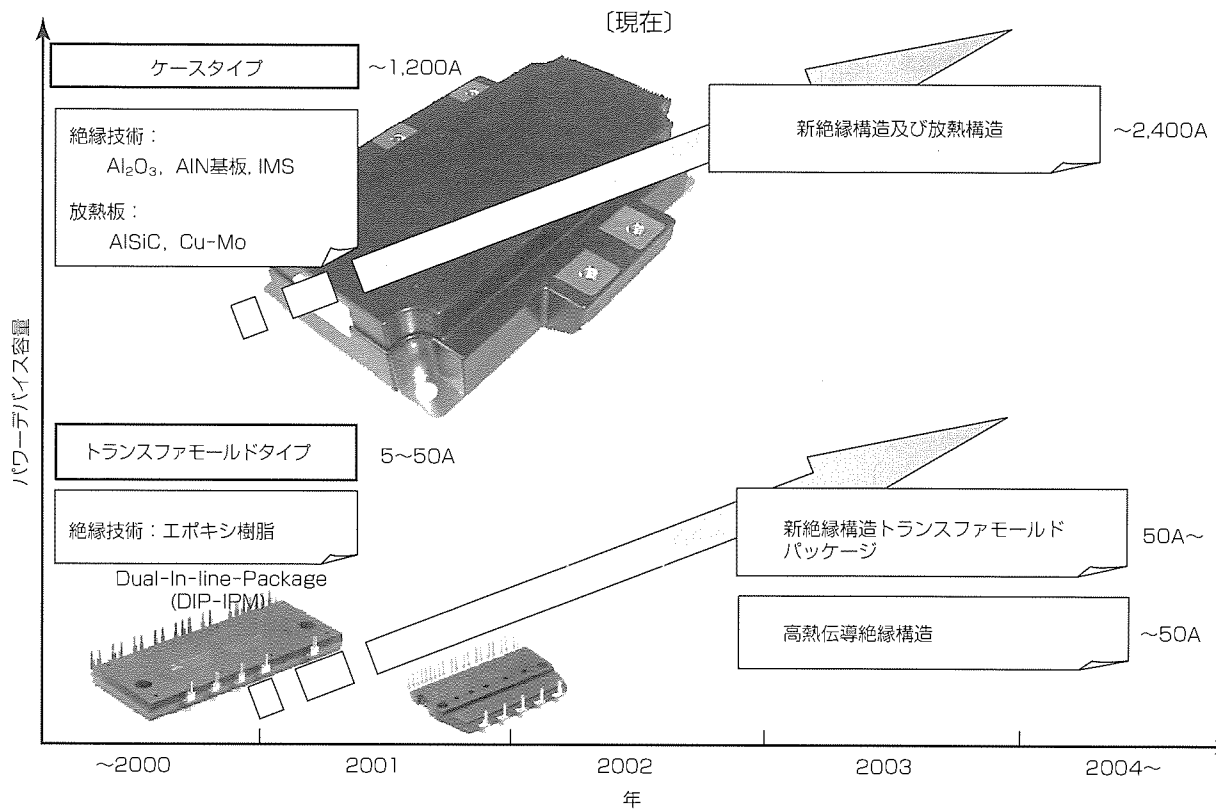 〔現在〕
ケースタイプ
～1,200A
絶縁技術：
Al₂O₃, AlN基板, IMS
放熱板：
AlSiC, Cu-Mo
新絶縁構造及び放熱構造
～2,400A
パワーデバイス容量
トランスファモールドタイプ
5～50A
絶縁技術：エポキシ樹脂
Dual-In-line-Package
(DIP-IPM)
新絶縁構造トランスファモールド
パッケージ
50A～
高熱伝導絶縁構造
～50A
～2000
2001
2002
2003
2004～
年